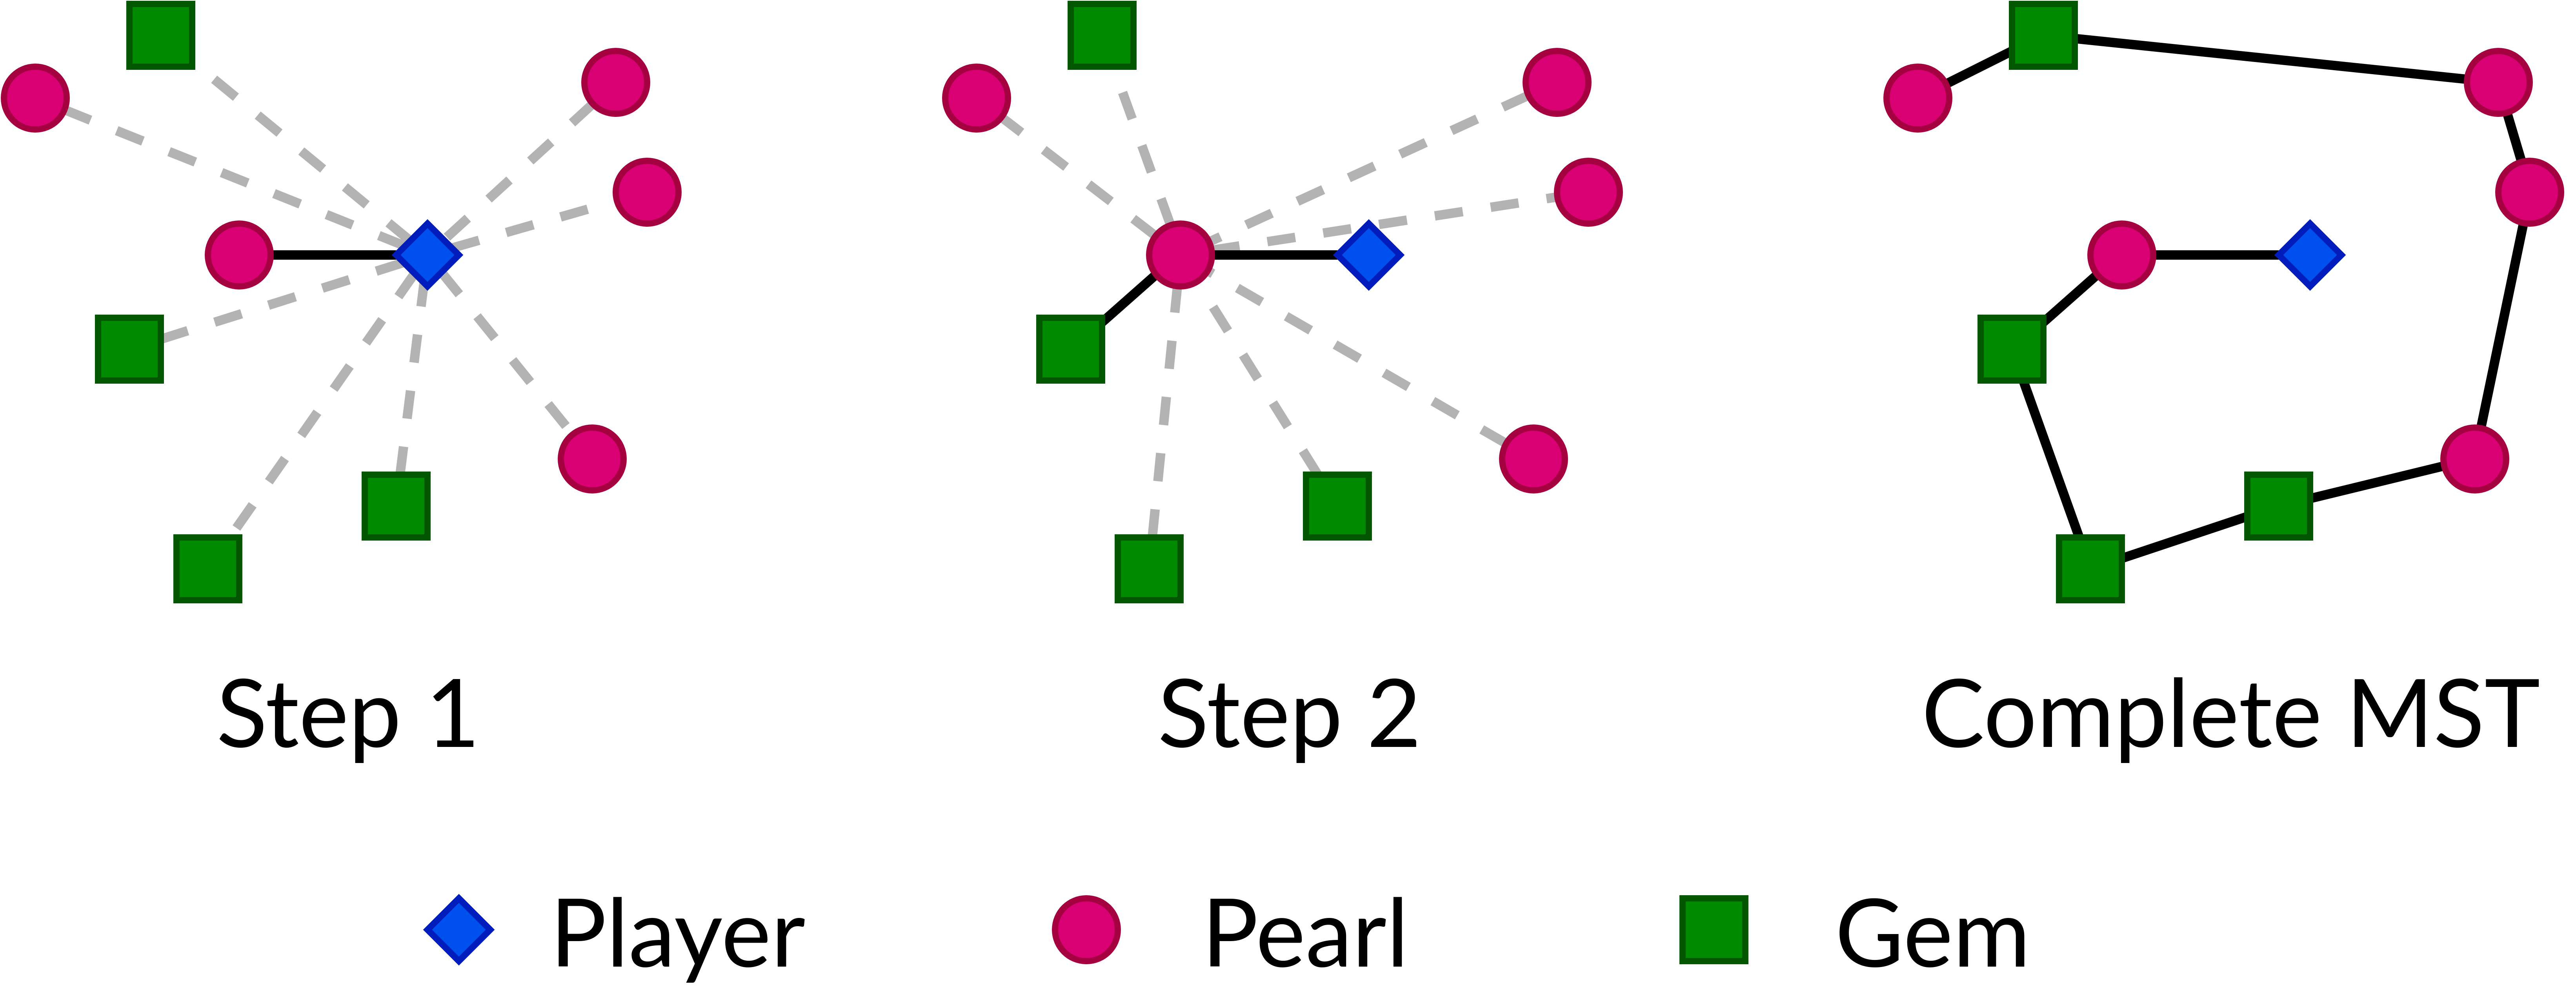 Step 1
Step 2
Complete MST
Player
Pearl
Gem